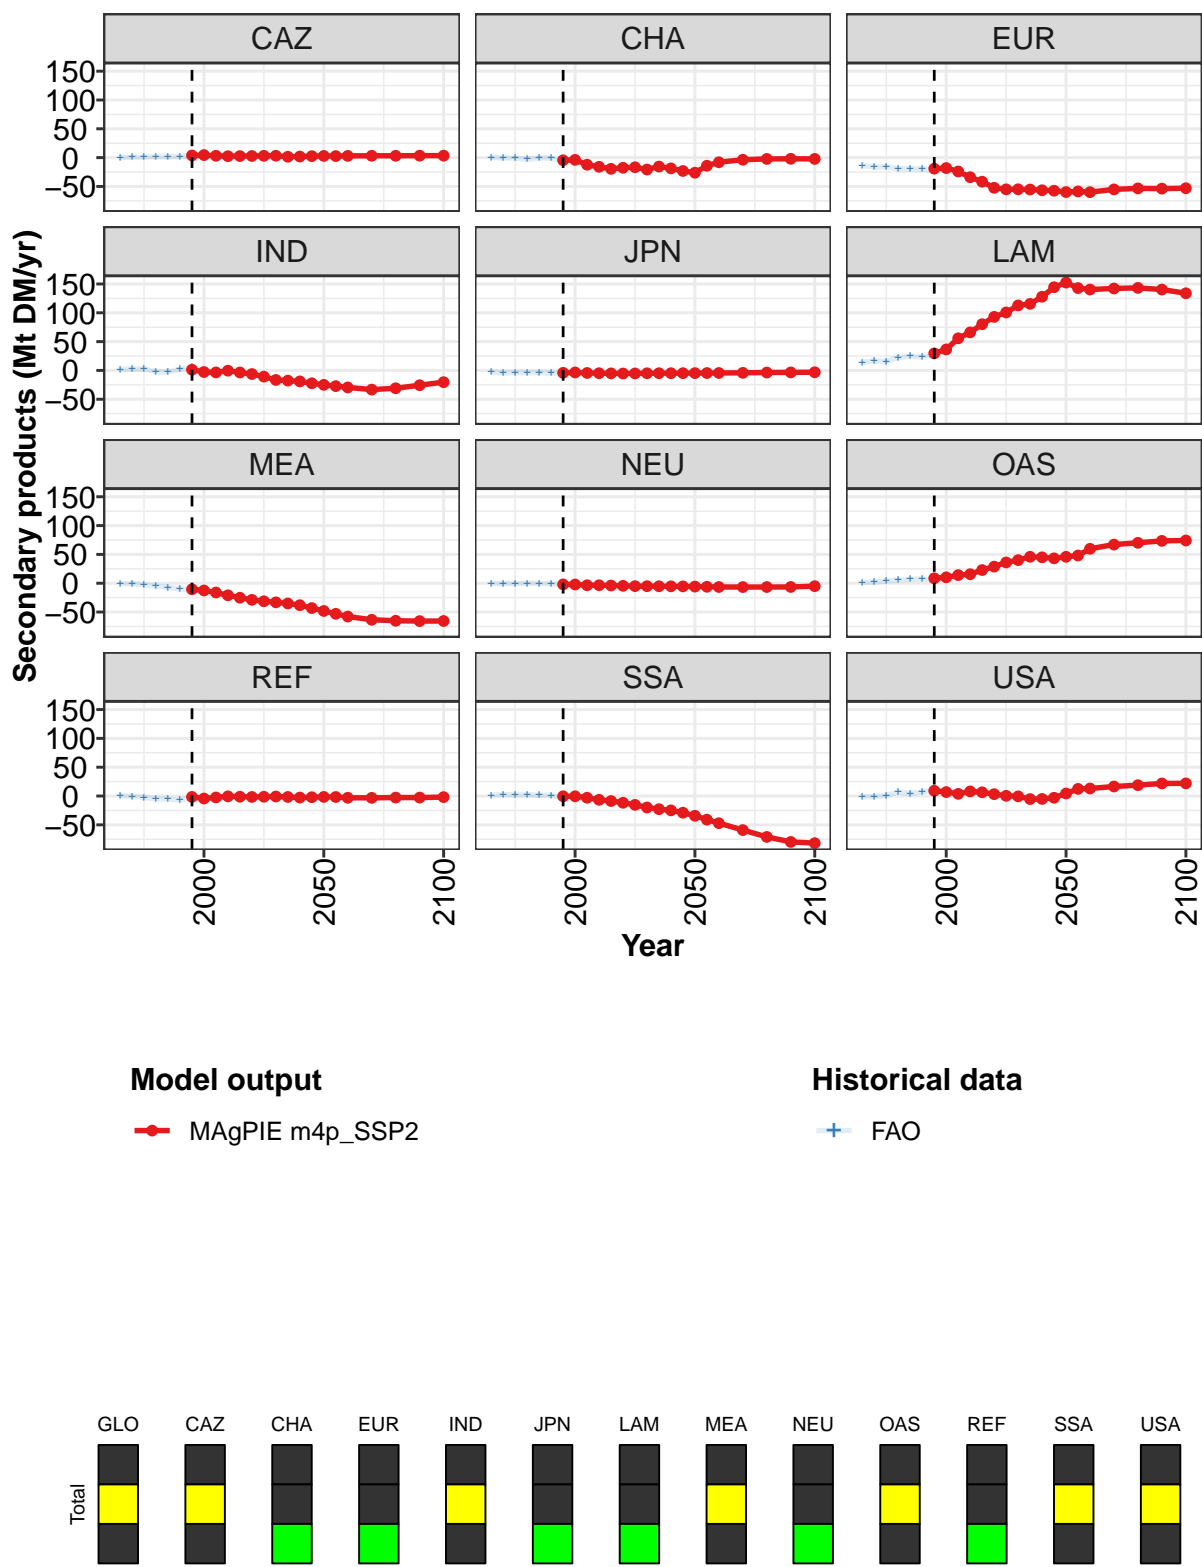 CAZ CHA EUR
150
100
50
0
−50
IND JPN LAM
150
100
50
0
−50
MEA NEU OAS
150
100
50
0
−50
REF SSA USA
150
100
50
0
−50
Secondary products (Mt DM/yr)
2000 2050 2100 2000 2050 2100 2000 2050 2100
Year
Model output Historical data
MAgPIE m4p_SSP2 FAO
GLO CAZ CHA EUR IND JPN LAM MEA NEU OAS REF SSA USA
Total